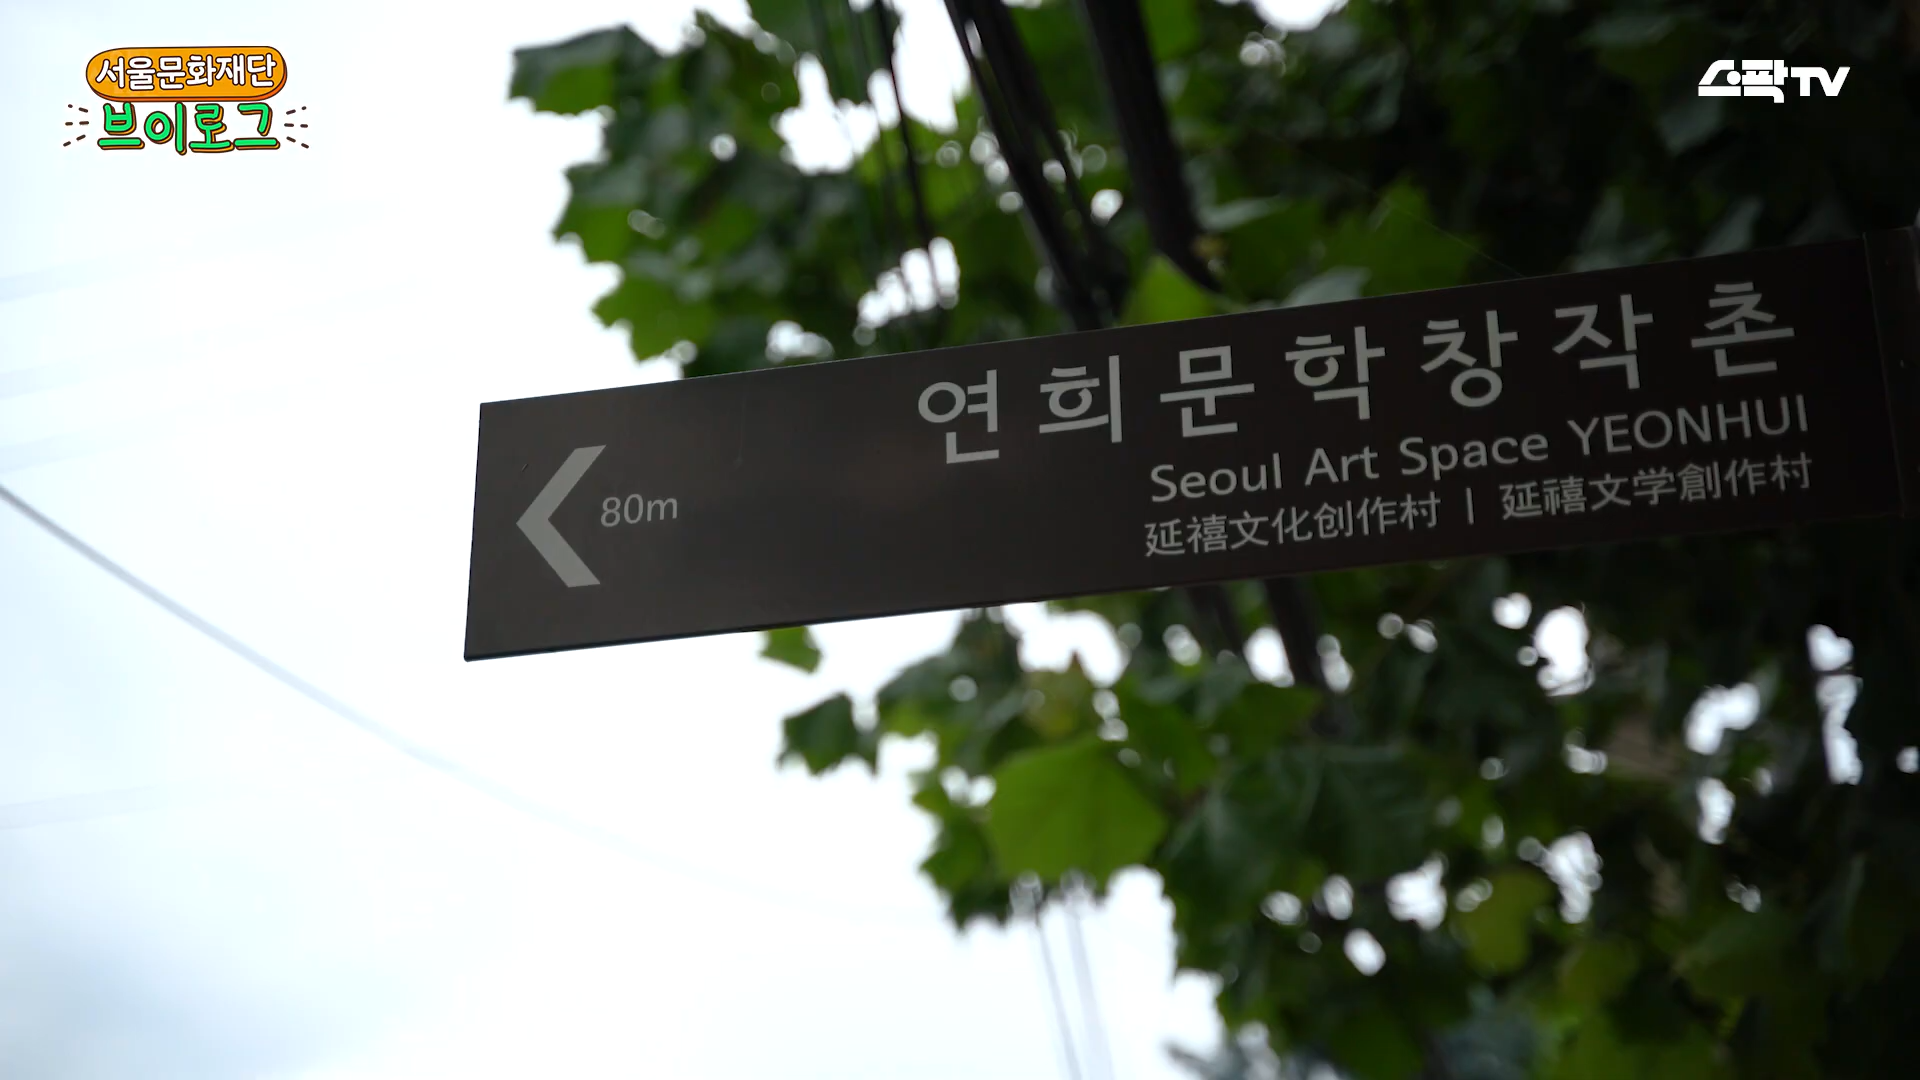 서울문화재단
브이로그
스팍TV
연희문학창작촌
Seoul Art Space YEONHUI
延禧文化创作村 | 延禧文学創作村
80m